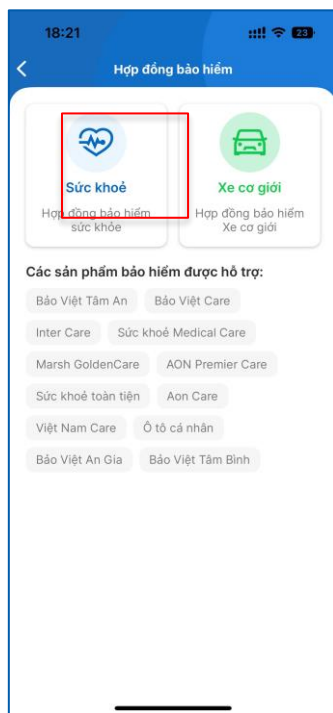 18:21
23
Hợp đồng bảo hiểm
Sức khoẻ
Xe cơ giới
Hợp đồng bảo hiểm
sức khỏe
Hợp đồng bảo hiểm
Xe cơ giới
Các sản phẩm bảo hiểm được hỗ trợ:
Bảo Việt Tâm An
Bảo Việt Care
Inter Care
Sức khoẻ Medical Care
Marsh GoldenCare
AON Premier Care
Sức khoẻ toàn tiện
Aon Care
Việt Nam Care
Ô tô cá nhân
Bảo Việt An Gia
Bảo Việt Tâm Bình